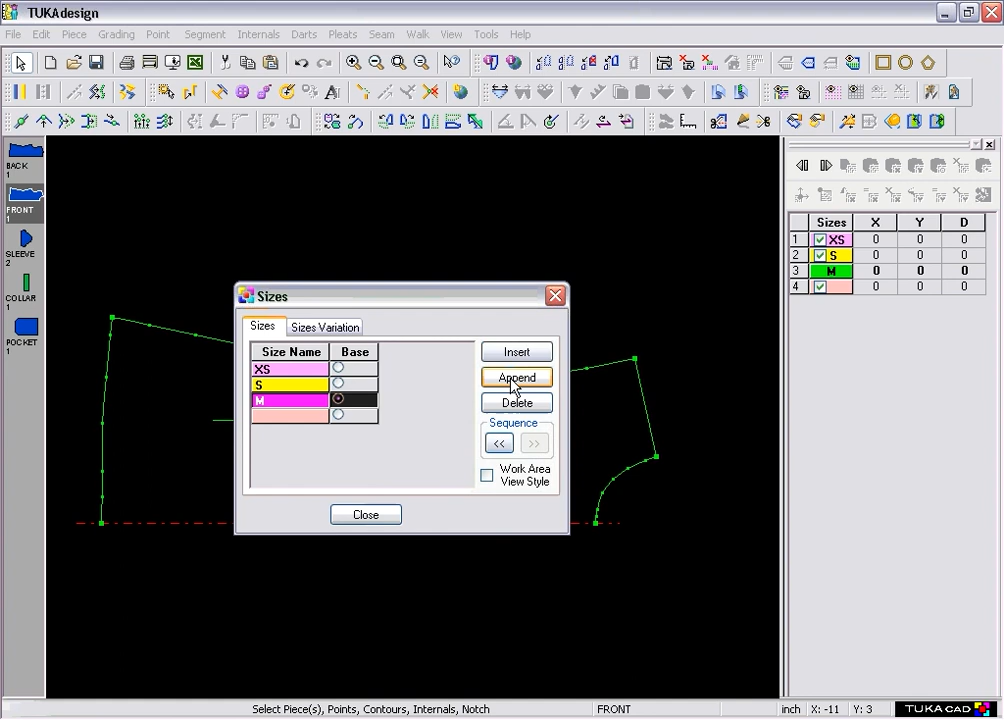 TUKAdesign
File Edit Piece Grading Point Segment Internals Darts Pleats Seam Walk View Tools Help
BACK
1
FRONT
1
SLEEVE
2
COLLAR
1
POCKET
1
Sizes
Sizes Sizes Variation
Size Name Base
XS
S
M
Insert
Append
Delete
Sequence
<< >>
Work Area
View Style
Close
Sizes X Y D
1 XS 0 0 0
2 S 0 0 0
3 M 0 0 0
4 0 0 0
Select Piece(s), Points, Contours, Internals, Notch FRONT inch X: -11 Y: 3 TUKACAD